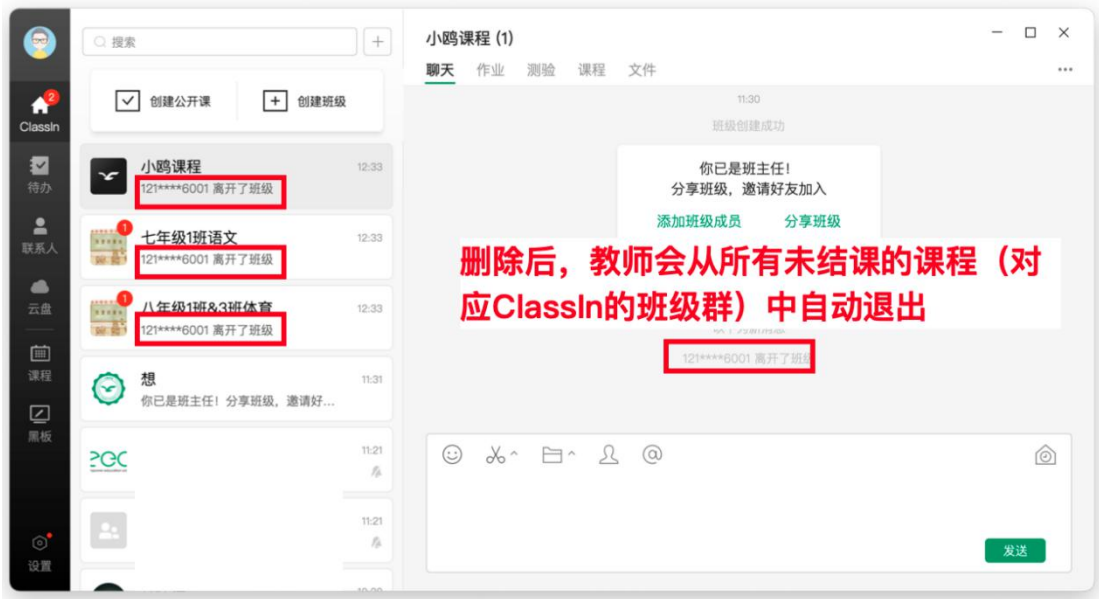 2
ClassIn
待办
联系人
云盘
课程
黑板
设置
搜索
创建公开课
创建班级
小鸥课程
12:33
121****6001 离开了班级
1
七年级1班语文
12:33
121****6001 离开了班级
1
八年级1班&3班体育
12:33
121****6001 离开了班级
想
11:31
你已是班主任！分享班级，邀请好...
11:21
11:21
小鸥课程 (1)
聊天 作业 测验 课程 文件
11:30
班级创建成功
你已是班主任！
分享班级，邀请好友加入
添加班级成员 分享班级
删除后，教师会从所有未结课的课程（对
应ClassIn的班级群）中自动退出
121****6001 离开了班级
发送